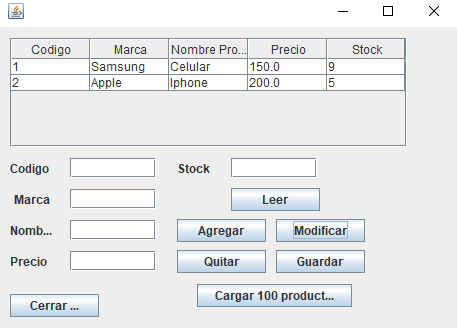 Codigo Marca Nombre Pro... Precio Stock
1 Samsung Celular 150.0 9
2 Apple Iphone 200.0 5
Codigo Stock
Marca Leer
Nomb... Agregar Modificar
Precio Quitar Guardar
Cargar 100 product...
Cerrar ...